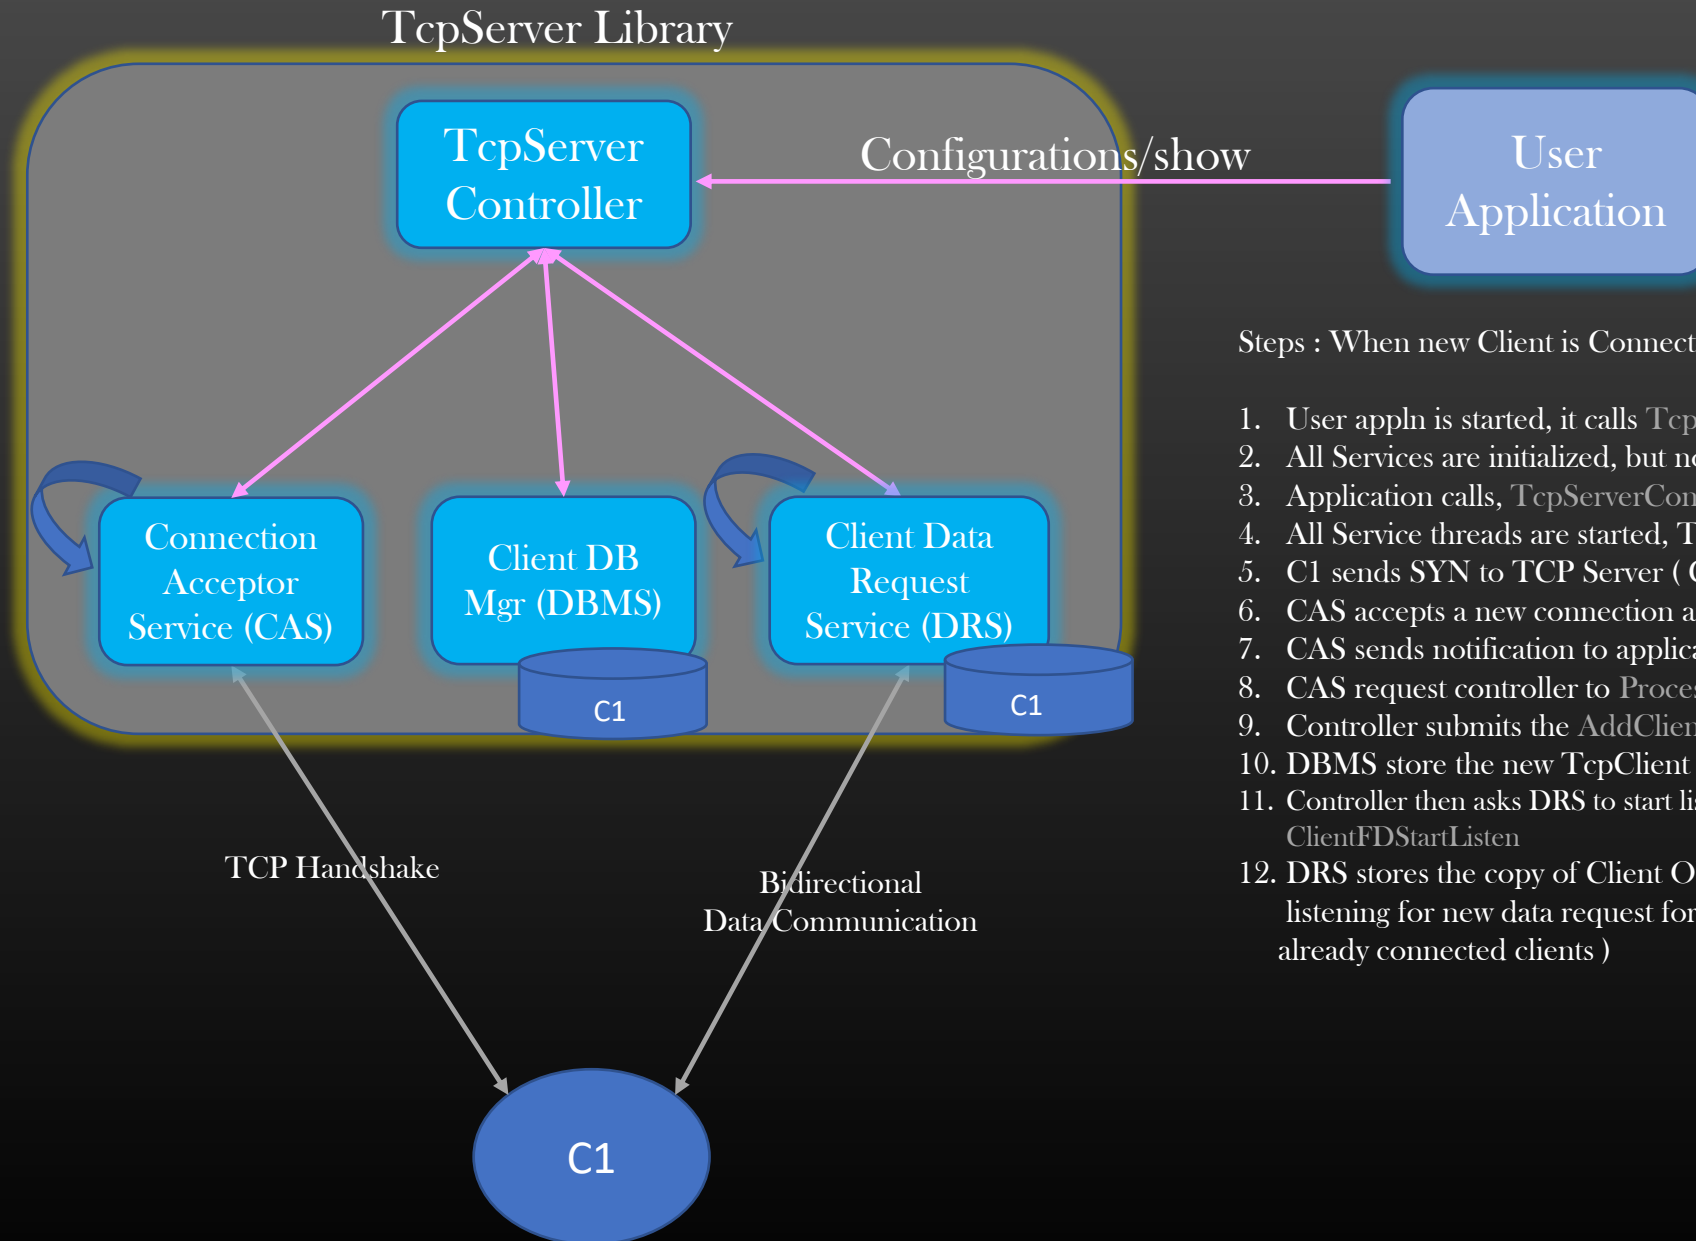 TcpServer Library
TcpServer
Controller
Configurations/show
User
Application
Connection
Acceptor
Service (CAS)
Client DB
Mgr (DBMS)
Client Data
Request
Service (DRS)
C1
C1
TCP Handshake
Bidirectional
Data Communication
C1
Steps : When new Client is Connect
1. User appln is started, it calls Tcp
2. All Services are initialized, but no
3. Application calls, TcpServerCon
4. All Service threads are started, T
5. C1 sends SYN to TCP Server ( C
6. CAS accepts a new connection a
7. CAS sends notification to applica
8. CAS request controller to Proces
9. Controller submits the AddClien
10. DBMS store the new TcpClient
11. Controller then asks DRS to start lis
ClientFDStartListen
12. DRS stores the copy of Client O
listening for new data request for
already connected clients )